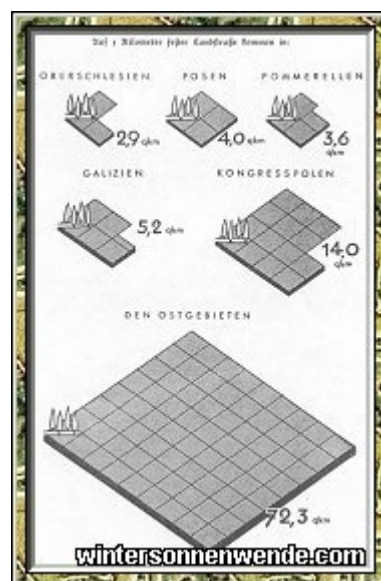 Auf 1 Kilometer fester Landstraße kommen in:
OBERSCHLESIEN POSEN POMMERELLEN
2,9 qkm 4,0 qkm 3,6 qkm
GALIZIEN KONGRESSPOLEN
5,2 qkm 14,0 qkm
DEN OSTGEBIETEN
72,3 qkm
wintersonnenwende.com